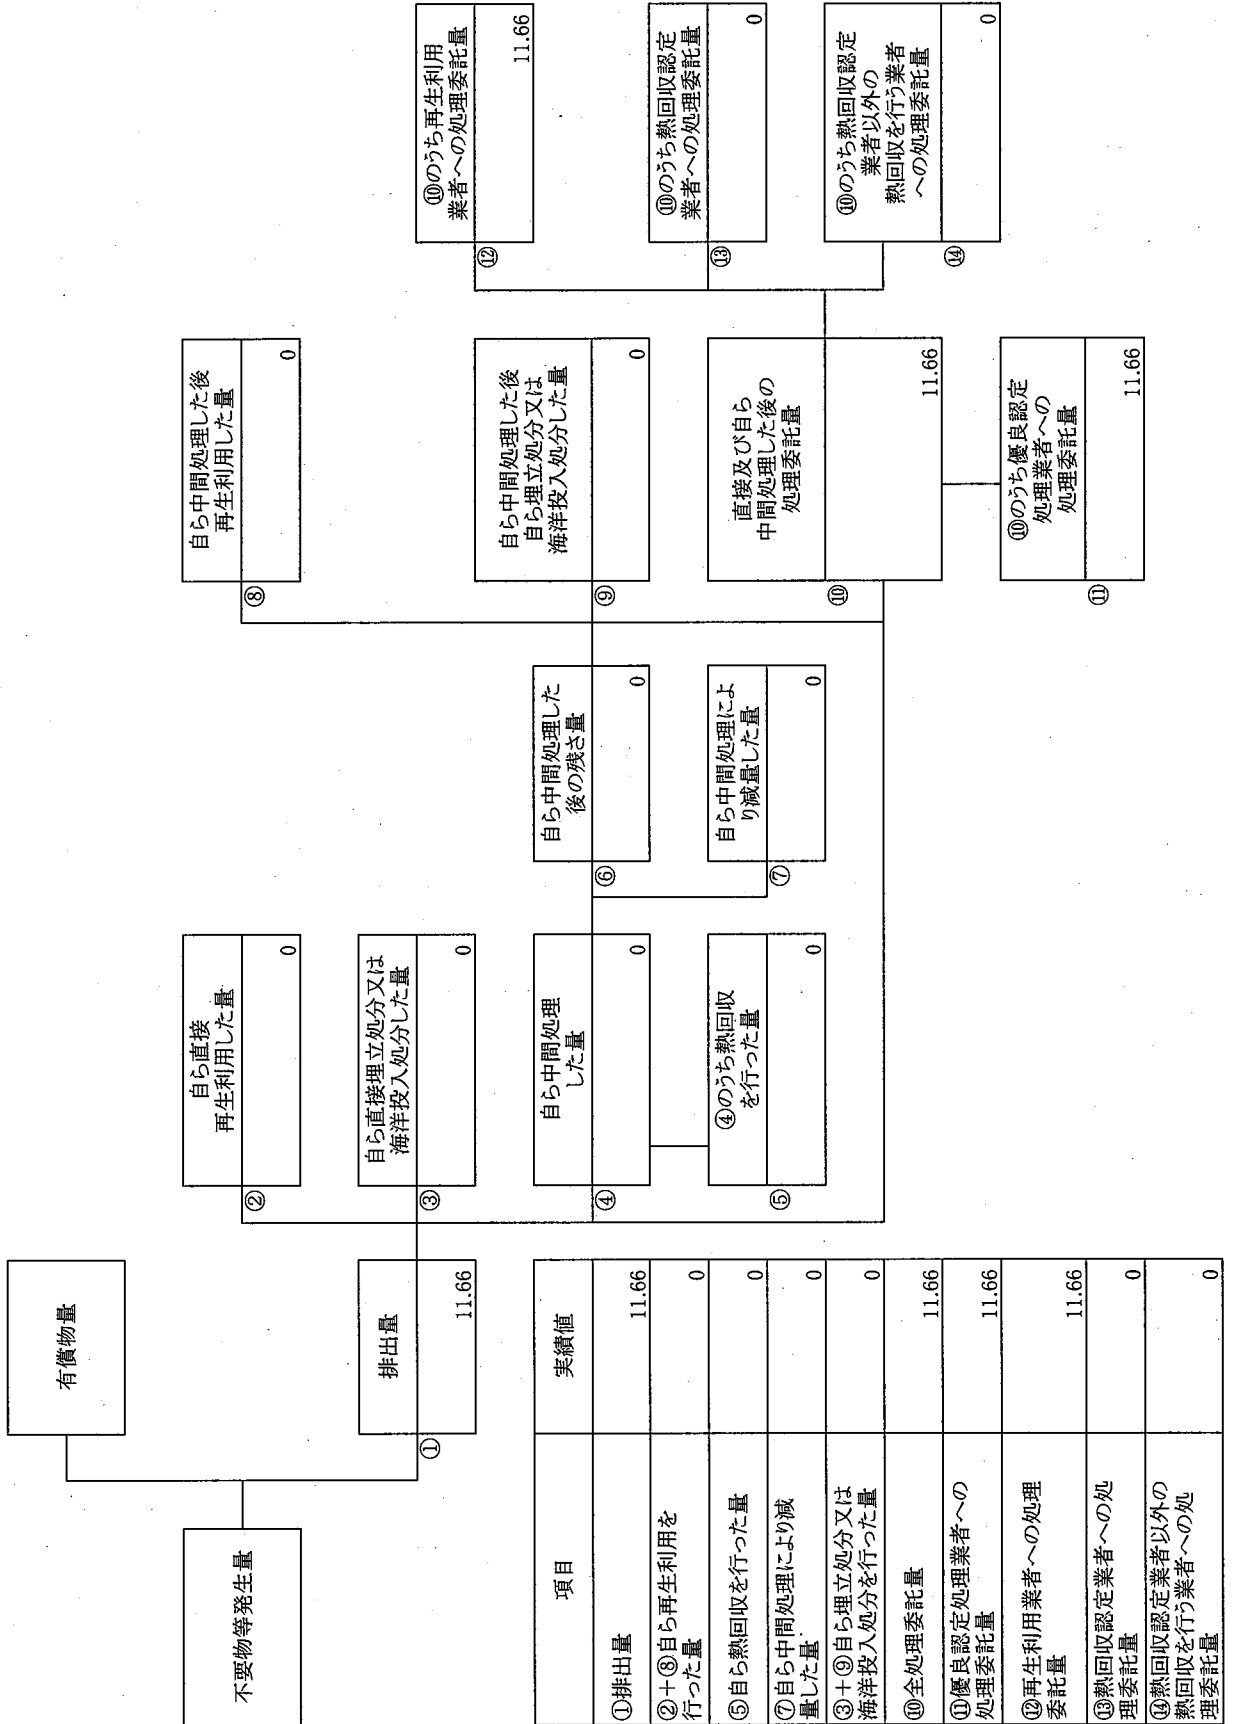 不要物等発生量
有償物量
①
排出量
11.66
②
自ら直接
再生利用した量
0
③
自ら直接埋立処分又は
海洋投入処分した量
0
④
自ら中間処理
した量
0
⑤
④のうち熱回収
を行った量
0
⑥
自ら中間処理した
後の残さ量
0
⑦
自ら中間処理によ
り減量した量
0
⑧
自ら中間処理した後
再生利用した量
0
⑨
自ら中間処理した後
自ら埋立処分又は
海洋投入処分した量
0
⑩
直接及び自ら
中間処理した後の
処理委託量
11.66
⑪
⑩のうち優良認定
処理業者への
処理委託量
11.66
⑫
⑩のうち再生利用
業者への処理委託量
11.66
⑬
⑩のうち熱回収認定
業者への処理委託量
0
⑭
⑩のうち熱回収認定
業者以外の
熱回収を行う業者
への処理委託量
0
項目
実績値
①排出量
11.66
②+⑧自ら再生利用を
行った量
0
⑤自ら熱回収を行った量
0
⑦自ら中間処理により減
量した量
0
③+⑨自ら埋立処分又は
海洋投入処分を行った量
0
⑩全処理委託量
11.66
⑪優良認定処理業者への
処理委託量
11.66
⑫再生利用業者への処理
委託量
11.66
⑬熱回収認定業者への処
理委託量
0
⑭熱回収認定業者以外の
熱回収を行う業者への処
理委託量
0